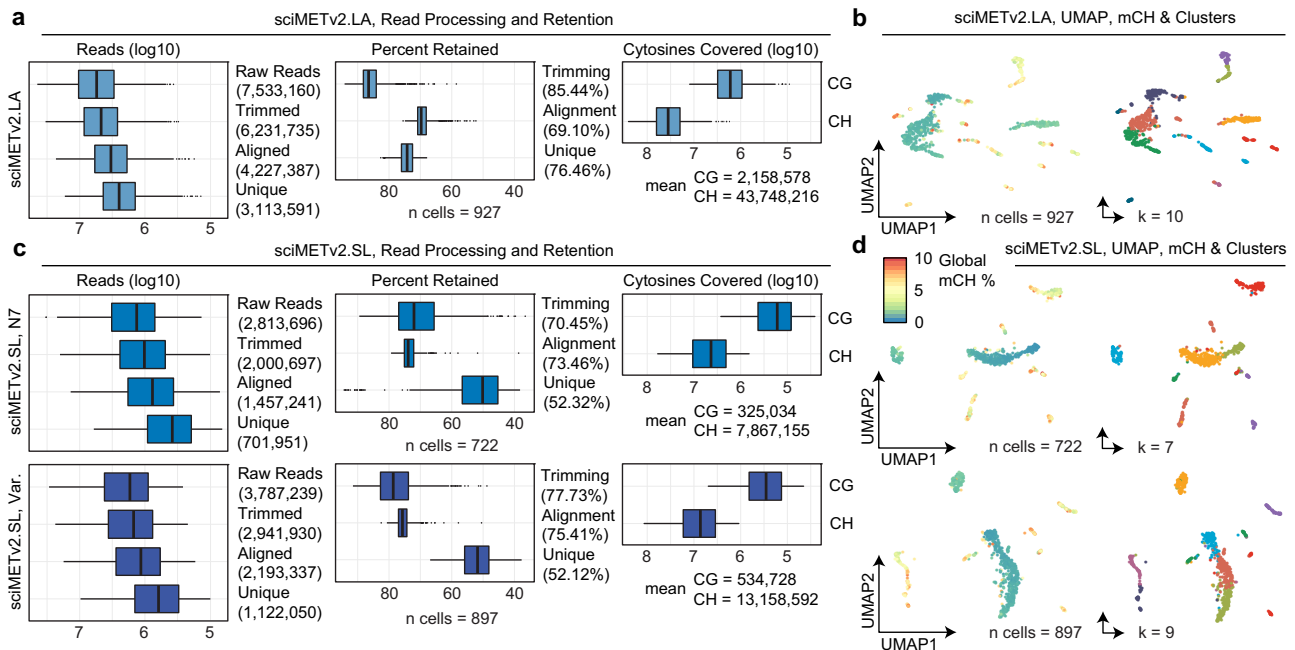 a
sciMETv2.LA, Read Processing and Retention
Reads (log10)
Percent Retained
Cytosines Covered (log10)
sciMETv2.LA
Raw Reads
(7,533,160)
Trimmed
(6,231,735)
Aligned
(4,227,387)
Unique
(3,113,591)
7 6 5
Trimming
(85.44%)
Alignment
(69.10%)
Unique
(76.46%)
80 60 40
n cells = 927
CG
CH
8 7 6 5
mean
CG = 2,158,578
CH = 43,748,216
b
sciMETv2.LA, UMAP, mCH & Clusters
UMAP2
UMAP1
n cells = 927
k = 10
c
sciMETv2.SL, Read Processing and Retention
Reads (log10)
Percent Retained
Cytosines Covered (log10)
sciMETv2.SL, N7
Raw Reads
(2,813,696)
Trimmed
(2,000,697)
Aligned
(1,457,241)
Unique
(701,951)
Trimming
(70.45%)
Alignment
(73.46%)
Unique
(52.32%)
80 60 40
n cells = 722
CG
CH
8 7 6 5
mean
CG = 325,034
CH = 7,867,155
sciMETv2.SL, Var.
Raw Reads
(3,787,239)
Trimmed
(2,941,930)
Aligned
(2,193,337)
Unique
(1,122,050)
7 6 5
Trimming
(77.73%)
Alignment
(75.41%)
Unique
(52.12%)
80 60 40
n cells = 897
CG
CH
8 7 6 5
mean
CG = 534,728
CH = 13,158,592
d
sciMETv2.SL, UMAP, mCH & Clusters
10
5
0
Global
mCH %
UMAP2
UMAP1
n cells = 722
k = 7
UMAP2
UMAP1
n cells = 897
k = 9